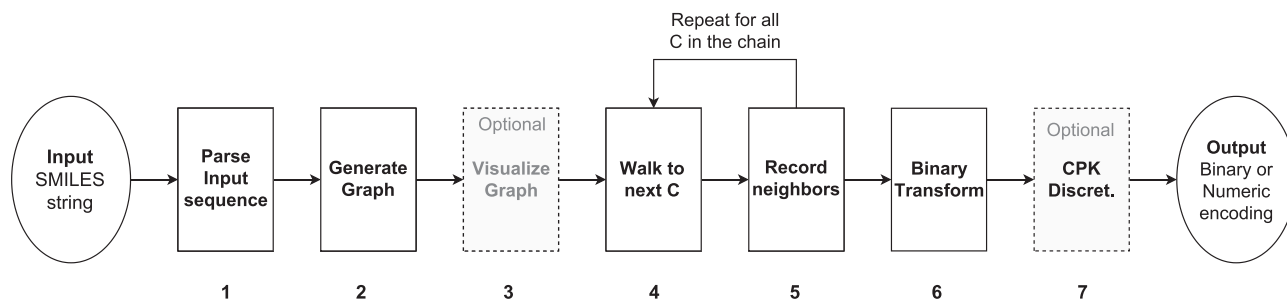 Repeat for all
C in the chain
Input
SMILES
string
Parse
Input
sequence
Generate
Graph
Optional
Visualize
Graph
Walk to
next C
Record
neighbors
Binary
Transform
Optional
CPK
Discret.
Output
Binary or
Numeric
encoding
1
2
3
4
5
6
7